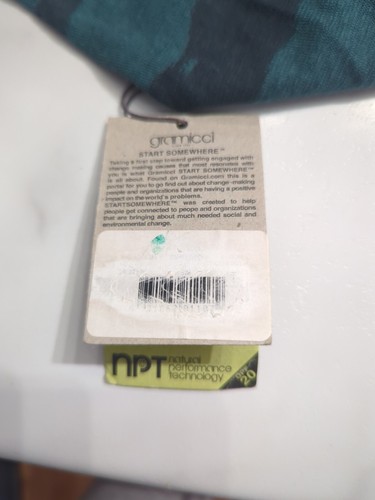 gramicci
START SOMEWHERE™
Taking a first step toward getting engaged with
change, making causes that most resonates with
you is what Gramicci START SOMEWHERE™
is all about. Found on Gramicci.com this is a
portal for you to go find out about change-making
people and organizations that are having a positive
impact on the world's problems.
STARTSOMEWHERE™ was created to help
people get connected to people and organizations
that are bringing about much needed social and
environmental change.
NPT natural
performance
technology
20